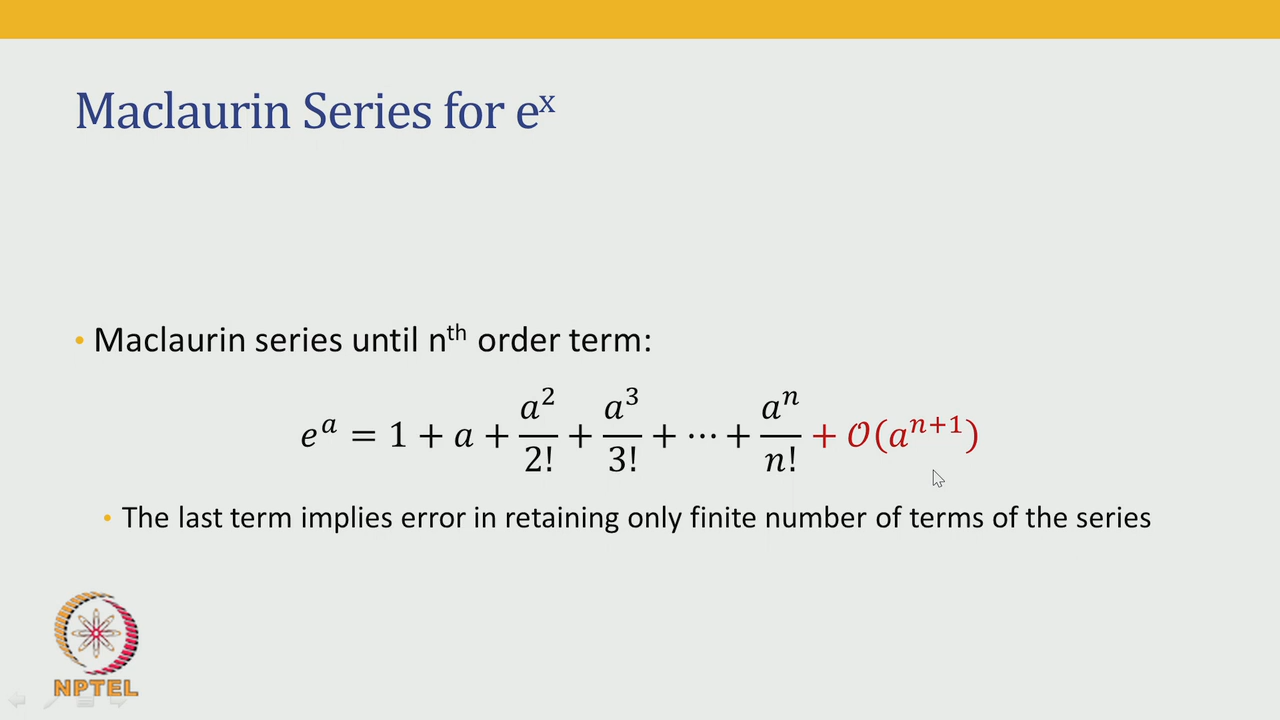 Maclaurin Series for eˣ
• Maclaurin series until nᵗʰ order term:
eᵃ = 1 + a + a²/2! + a³/3! + ⋯ + aⁿ/n! + 𝒪(aⁿ⁺¹)
• The last term implies error in retaining only finite number of terms of the series
NPTEL